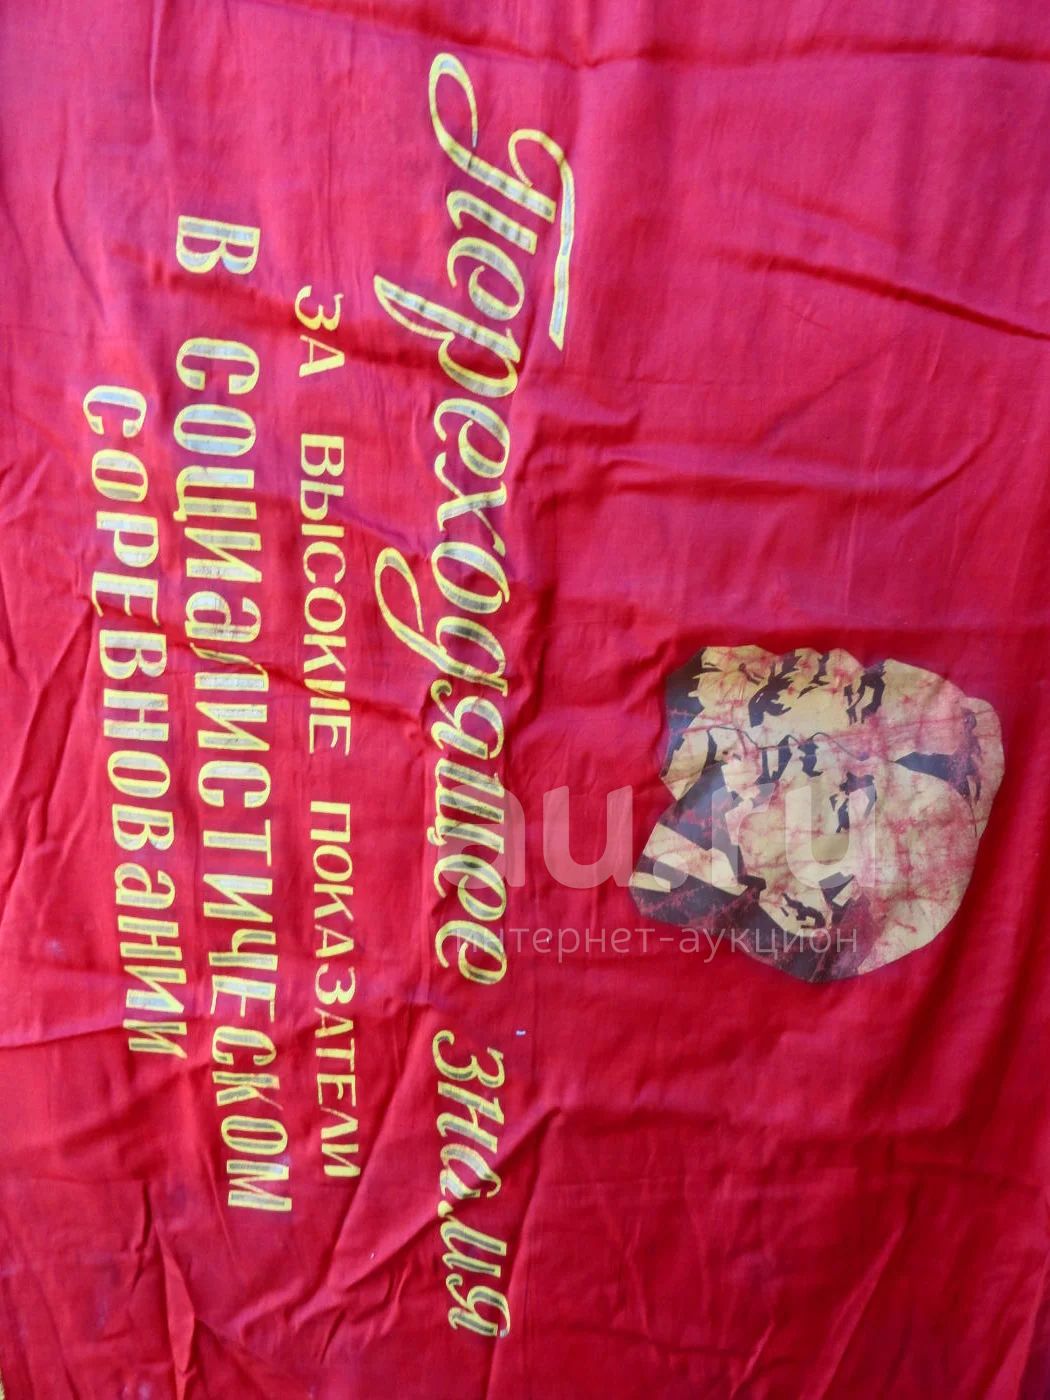 Переходящее знамя
ЗА ВЫСОКИЕ ПОКАЗАТЕЛИ
В СОЦИАЛИСТИЧЕСКОМ
СОРЕВНОВАНИИ
au.ru
интернет-аукцион